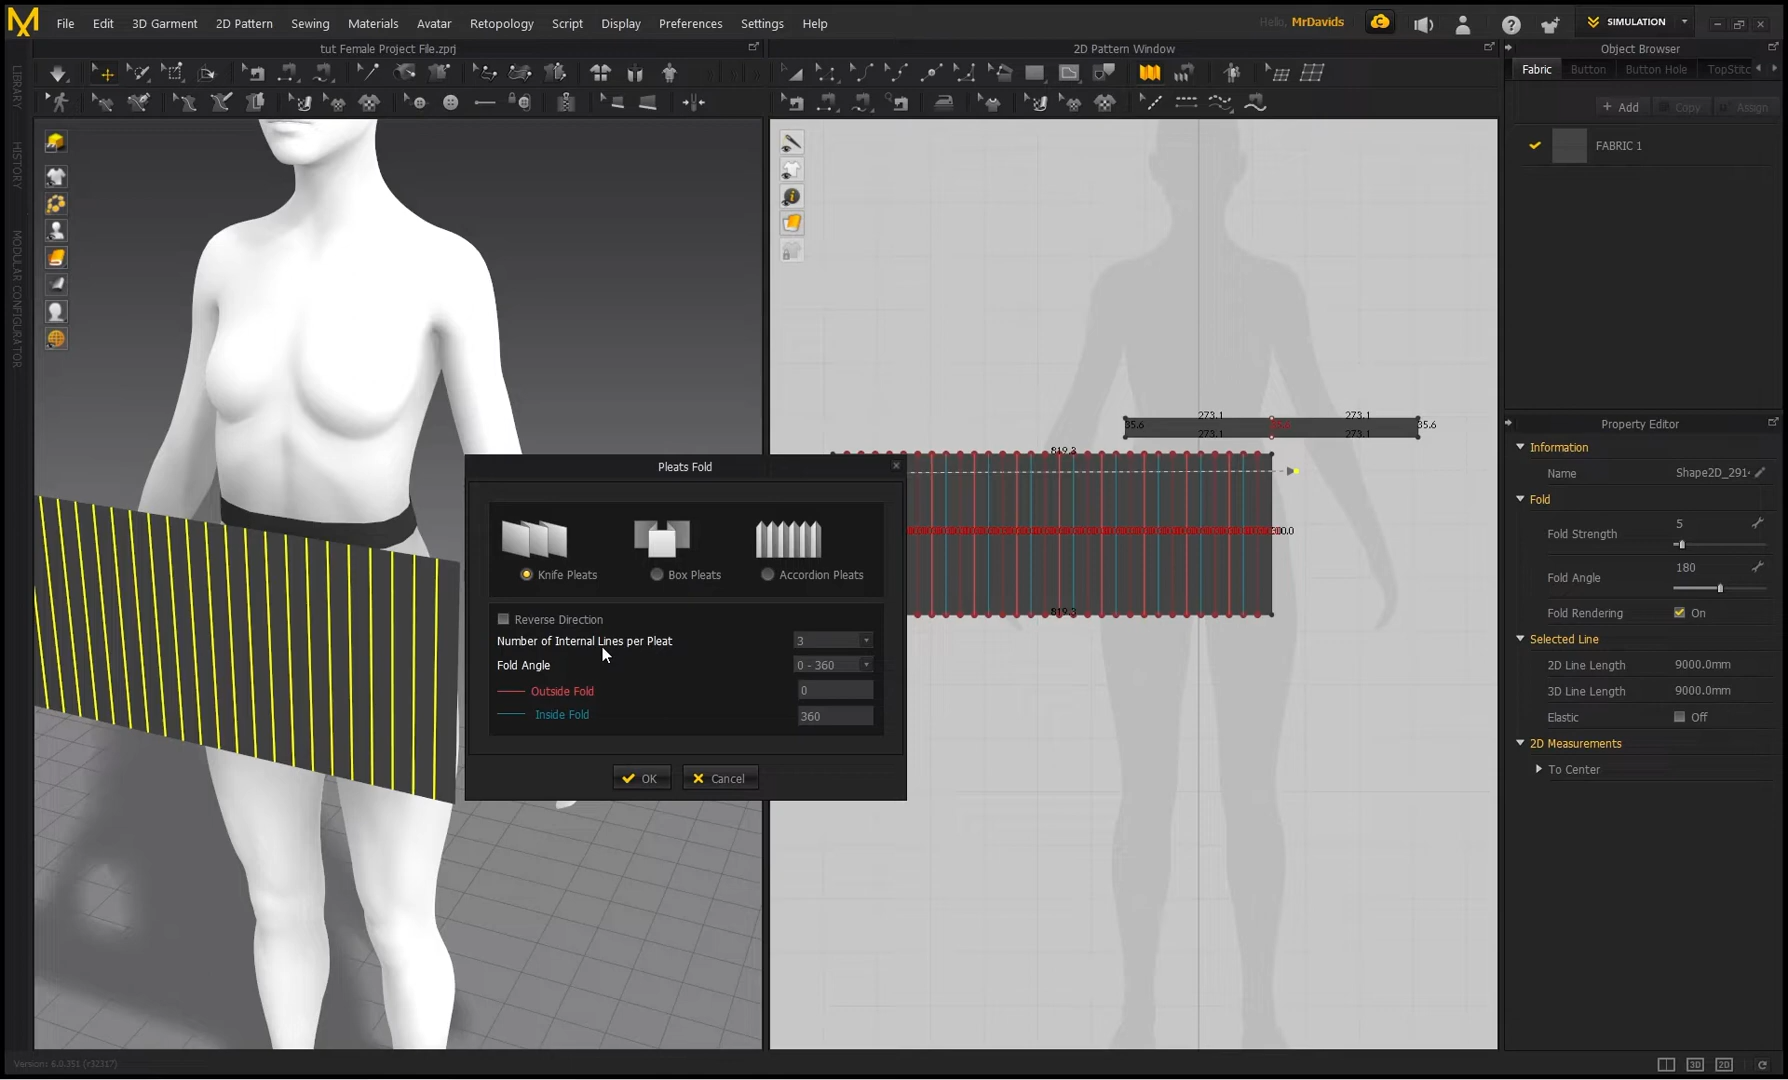 File Edit 3D Garment 2D Pattern Sewing Materials Avatar Retopology Script Display Preferences Settings Help
Hello, MrDavids
SIMULATION
tut Female Project File.zprj
2D Pattern Window
Object Browser
Fabric Button Button Hole TopStitc
+ Add Copy Assign
FABRIC 1
LIBRARY
HISTORY
MODULAR CONFIGURATOR
273.1 273.1
35.6 35.6
273.1 273.1
819.3
300.0
819.3
Pleats Fold
Knife Pleats Box Pleats Accordion Pleats
Reverse Direction
Number of Internal Lines per Pleat 3
Fold Angle 0 - 360
Outside Fold 0
Inside Fold 360
OK Cancel
Property Editor
Information
Name Shape2D_291
Fold
Fold Strength 5
Fold Angle 180
Fold Rendering On
Selected Line
2D Line Length 9000.0mm
3D Line Length 9000.0mm
Elastic Off
2D Measurements
To Center
Version: 6.0.351 (r32317)
3D 2D